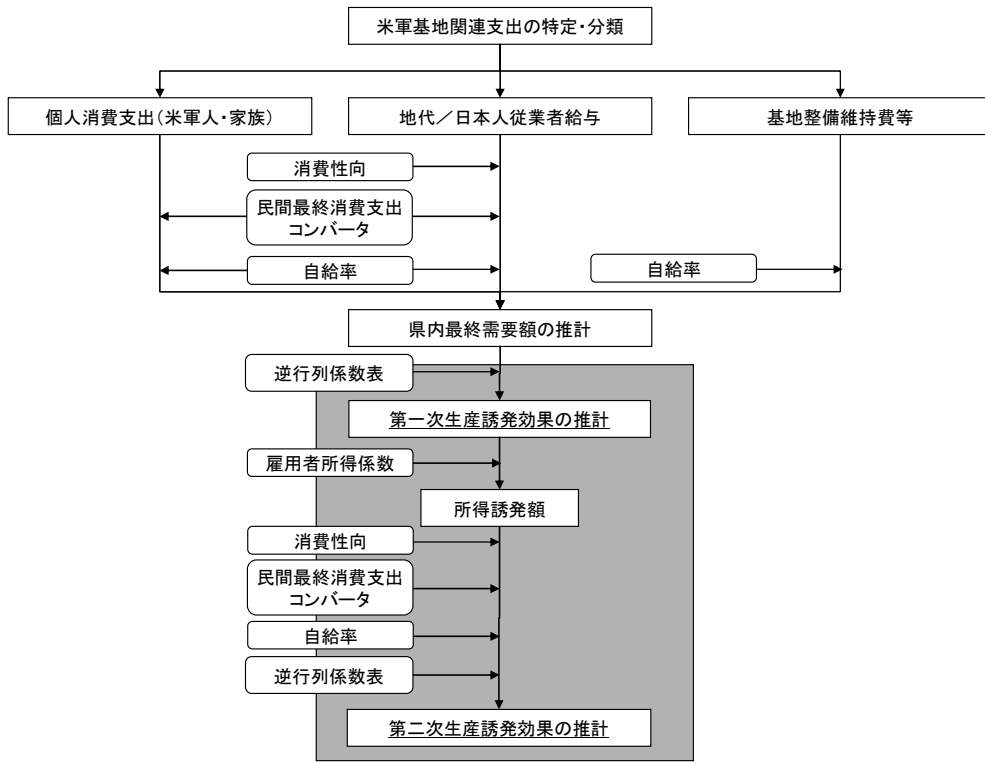 米軍基地関連支出の特定・分類
個人消費支出(米軍人・家族)
地代／日本人従業者給与
基地整備維持費等
消費性向
民間最終消費支出
コンバータ
自給率
自給率
県内最終需要額の推計
逆行列係数表
第一次生産誘発効果の推計
雇用者所得係数
所得誘発額
消費性向
民間最終消費支出
コンバータ
自給率
逆行列係数表
第二次生産誘発効果の推計